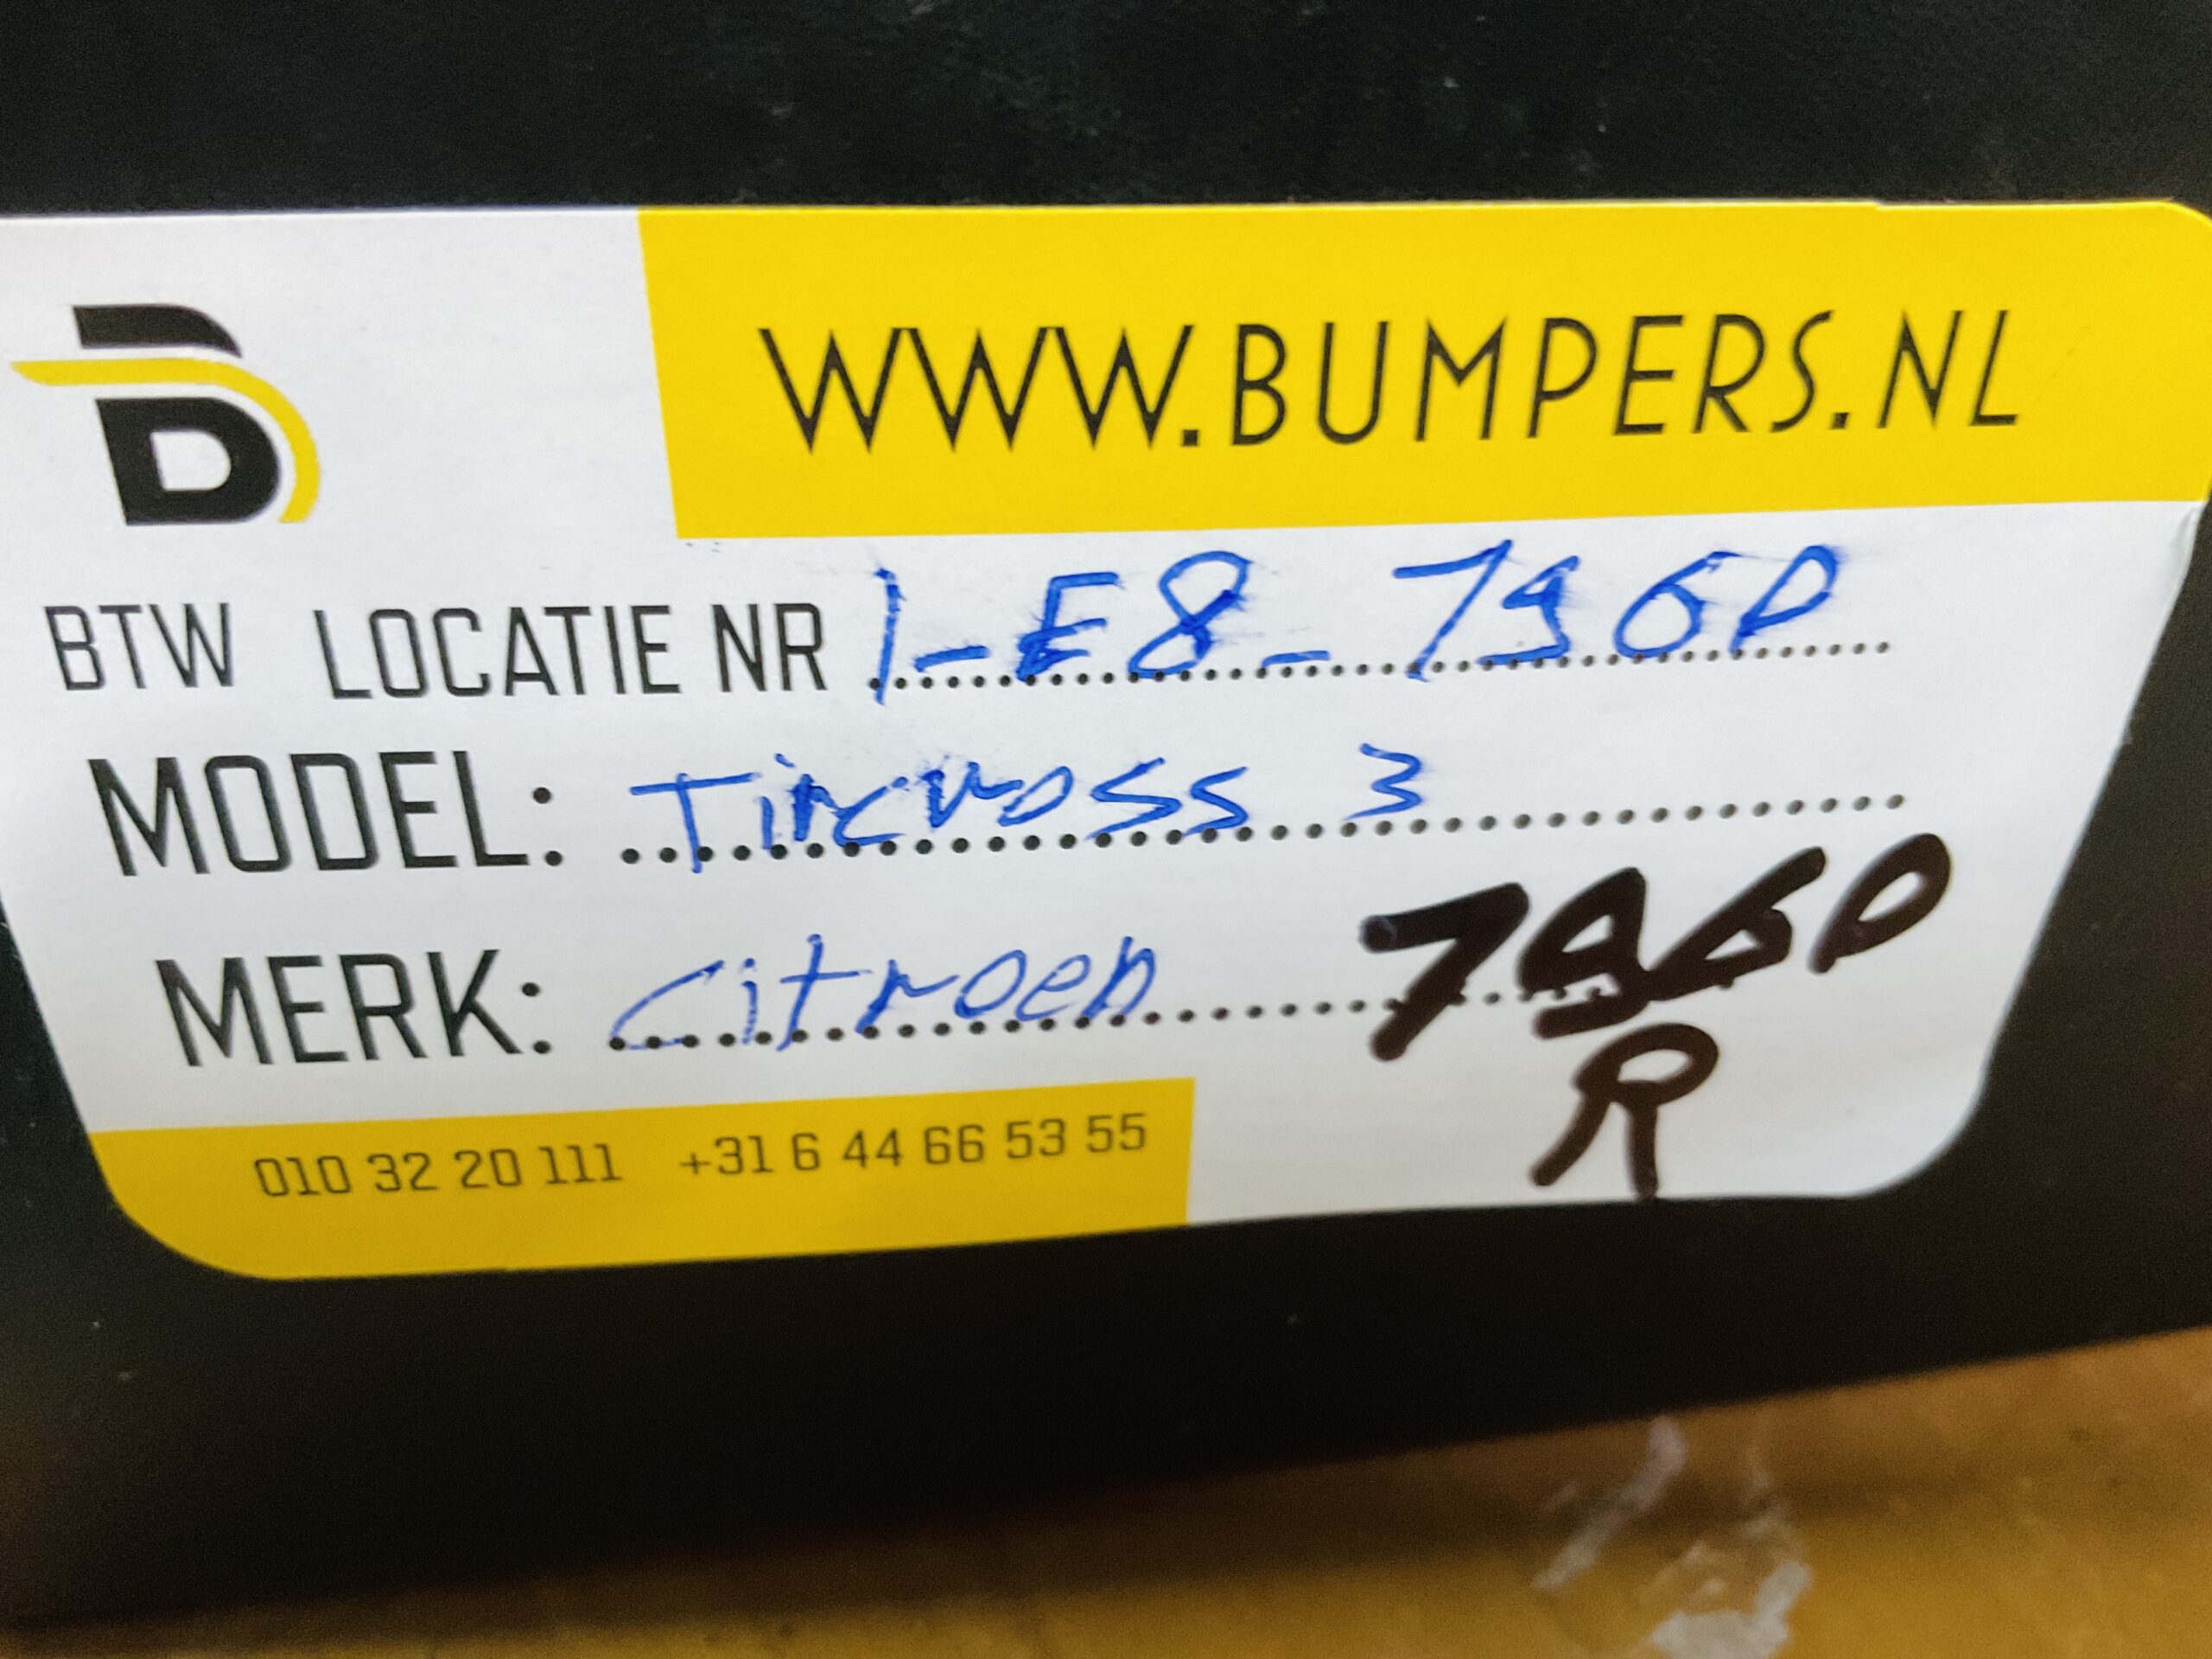 WWW.BUMPERS.NL
BTW LOCATIE NR 1-E8-7960
MODEL: Tircross 3
MERK: Citroen
7960
R
010 32 20 111 +31 6 44 66 53 55